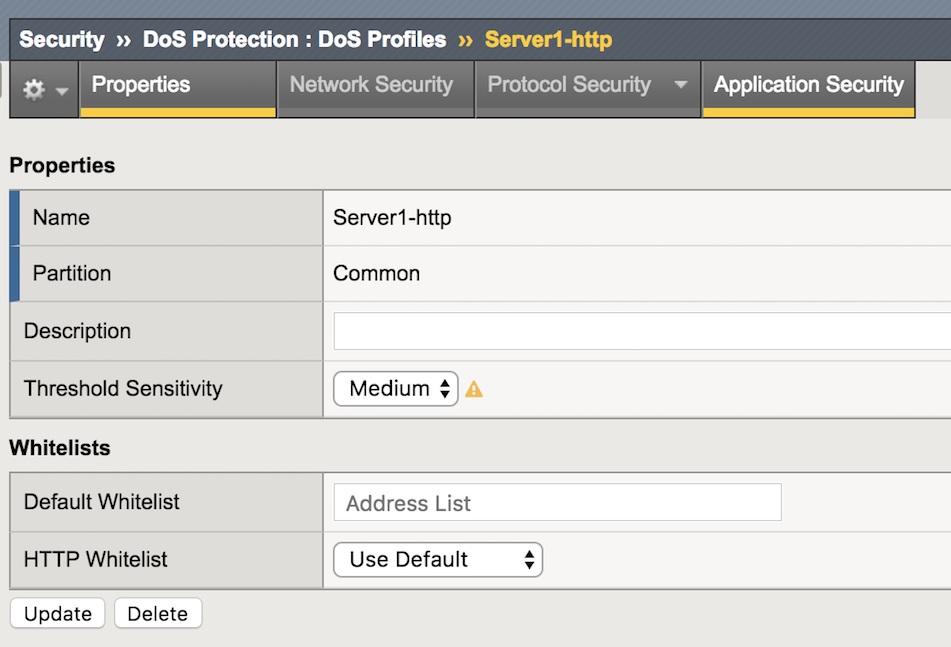 Security » DoS Protection : DoS Profiles » Server1-http
Properties Network Security Protocol Security Application Security
Properties
Name Server1-http
Partition Common
Description
Threshold Sensitivity Medium
Whitelists
Default Whitelist Address List
HTTP Whitelist Use Default
Update Delete